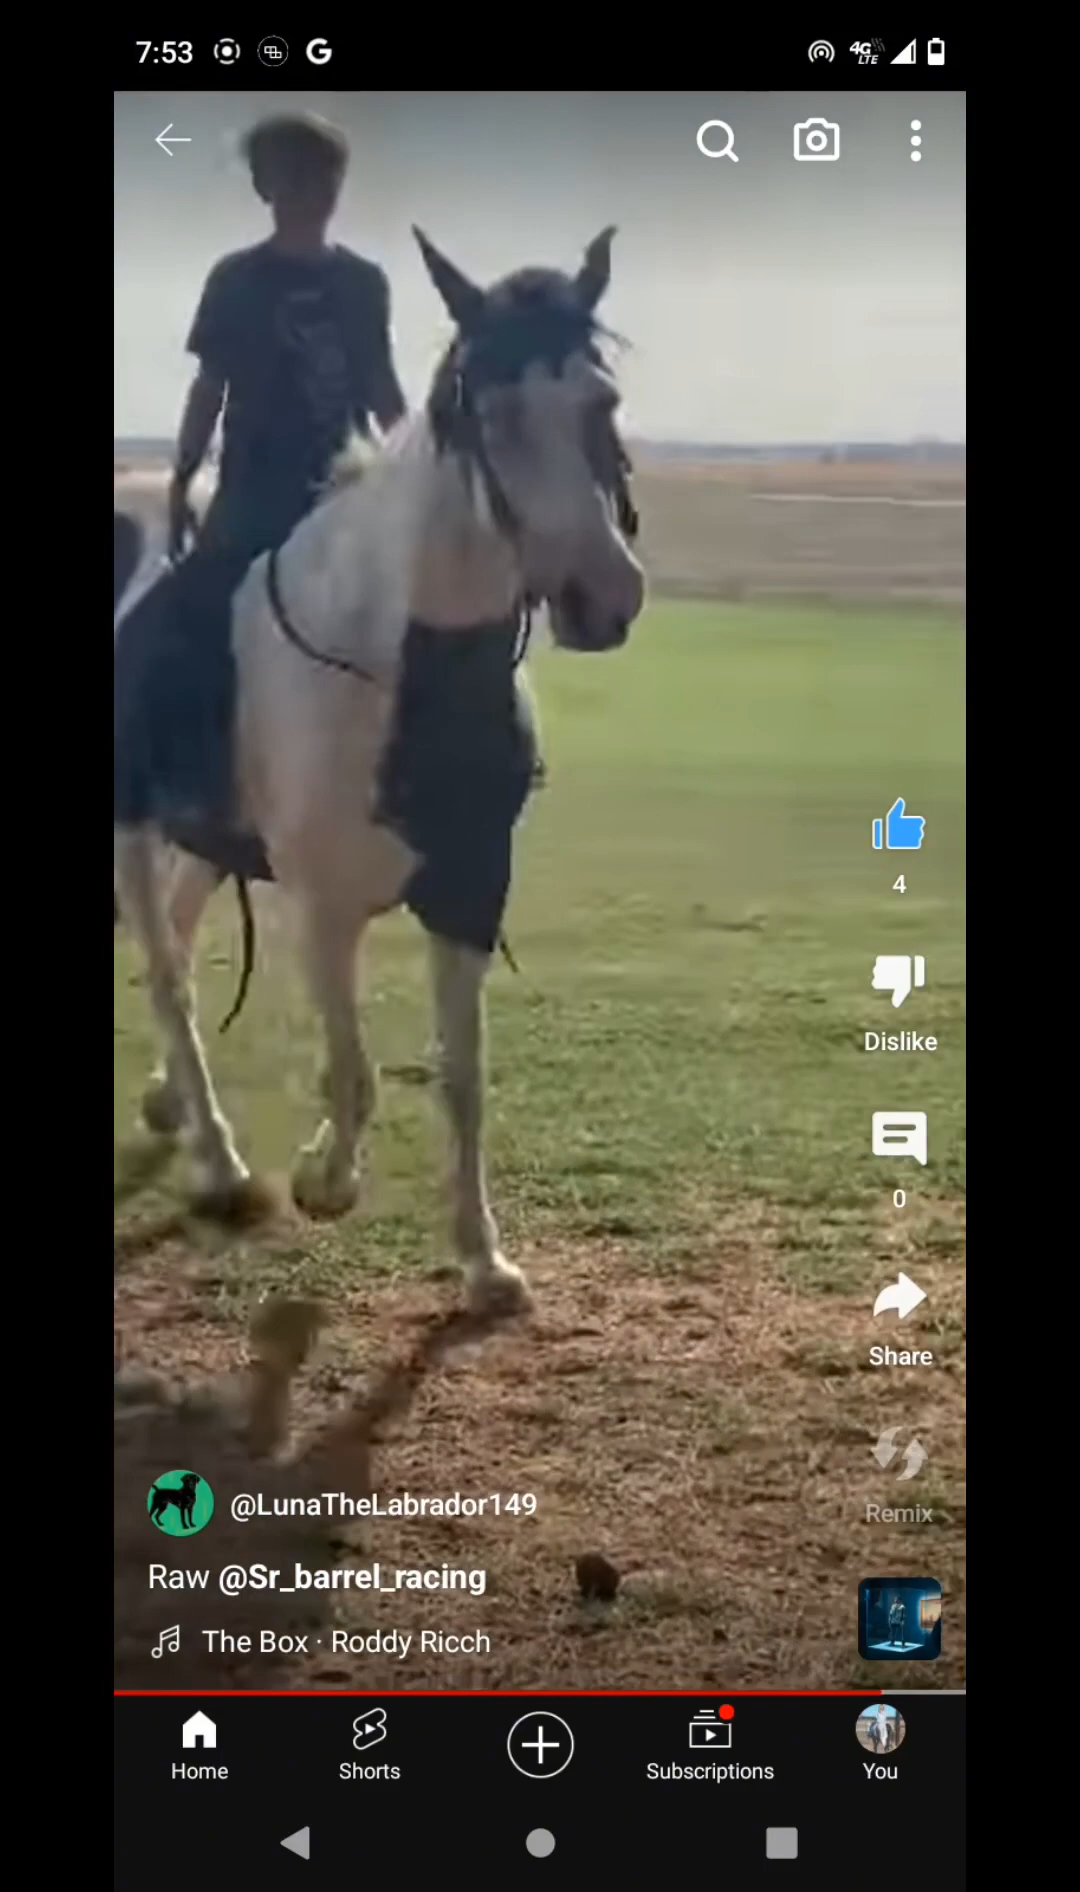 7:53
4G
LTE
4
Dislike
0
Share
Remix
@LunaTheLabrador149
Raw @Sr_barrel_racing
The Box · Roddy Ricch
Home
Shorts
Subscriptions
You